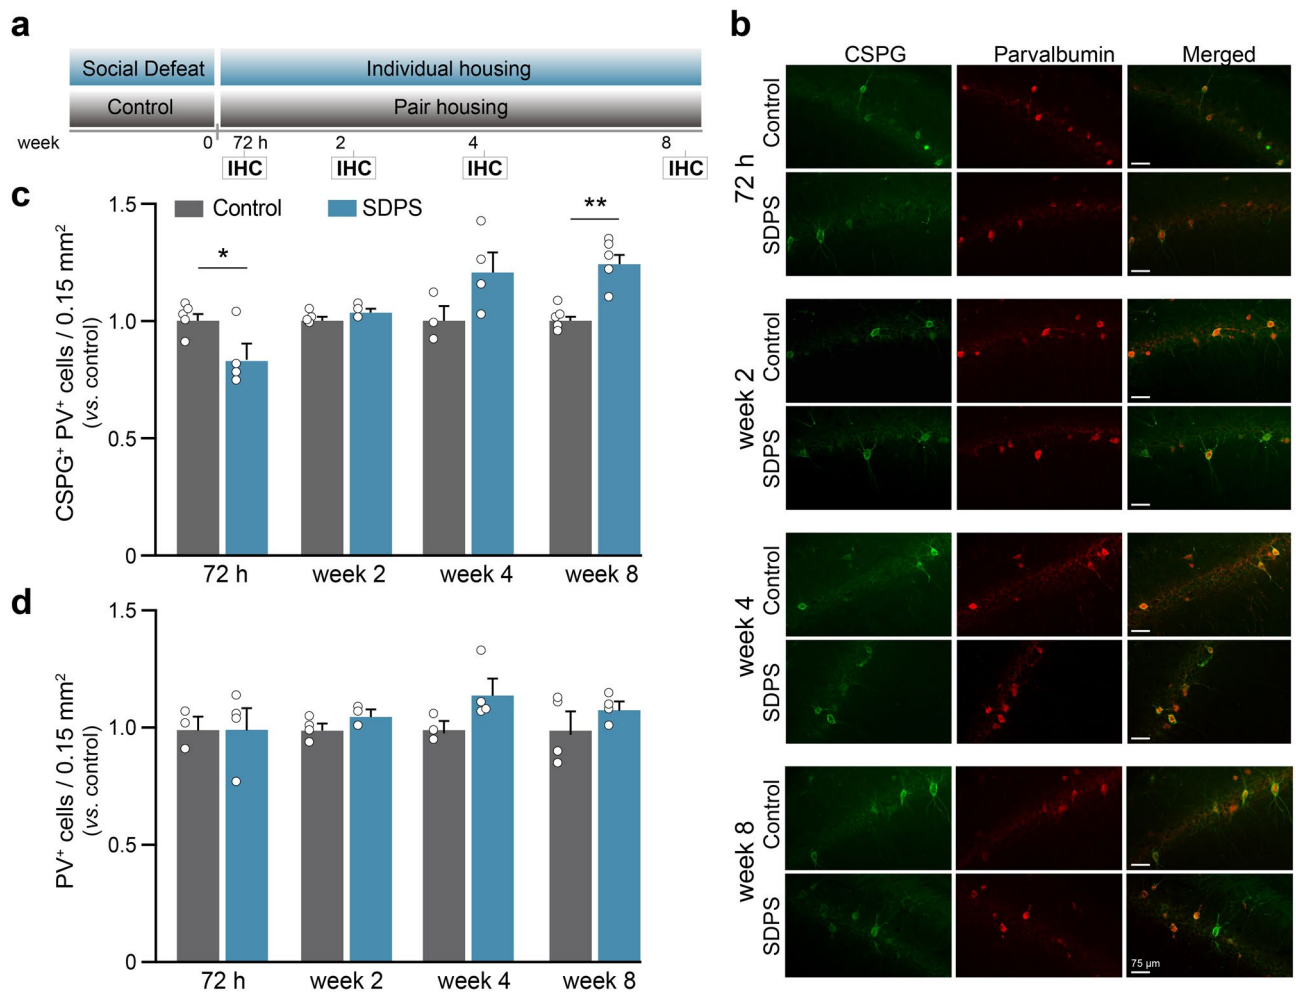 a
Social Defeat
Individual housing
Control
Pair housing
week
0
72 h
2
4
8
IHC
IHC
IHC
IHC
b
CSPG
Parvalbumin
Merged
72 h
Control
SDPS
week 2
Control
SDPS
week 4
Control
SDPS
week 8
Control
SDPS
75 µm
c
CSPG⁺ PV⁺ cells / 0.15 mm²
(vs. control)
Control
SDPS
1.5
1.0
0.5
0
*
**
72 h
week 2
week 4
week 8
d
PV⁺ cells / 0.15 mm²
(vs. control)
1.5
1.0
0.5
0
72 h
week 2
week 4
week 8